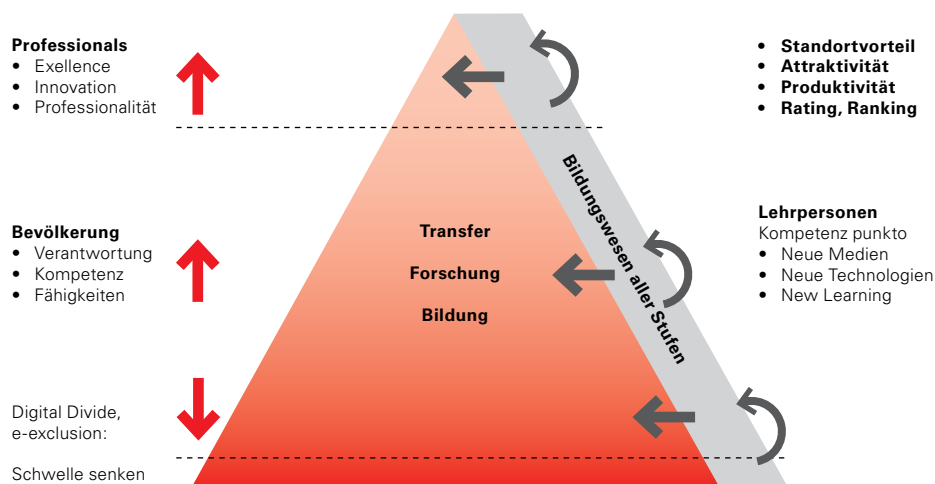 Professionals
• Exellence
• Innovation
• Professionalität
• Standortvorteil
• Attraktivität
• Produktivität
• Rating, Ranking
Bildungswesen aller Stufen
Bevölkerung
• Verantwortung
• Kompetenz
• Fähigkeiten
Transfer
Forschung
Bildung
Lehrpersonen
Kompetenz punkto
• Neue Medien
• Neue Technologien
• New Learning
Digital Divide,
e-exclusion:
Schwelle senken